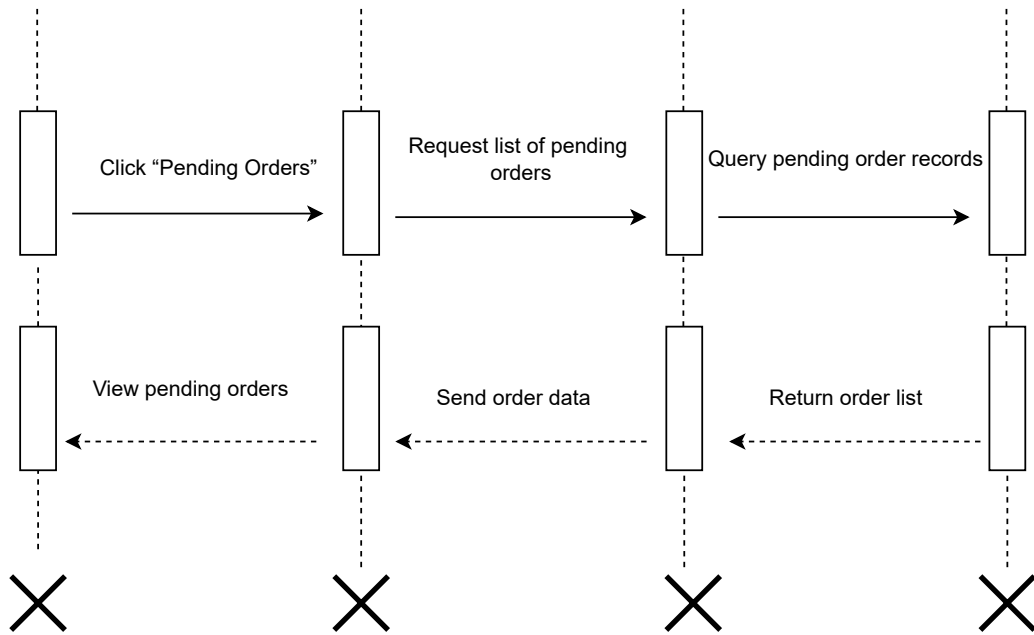 Click “Pending Orders”
Request list of pending
orders
Query pending order records
View pending orders
Send order data
Return order list